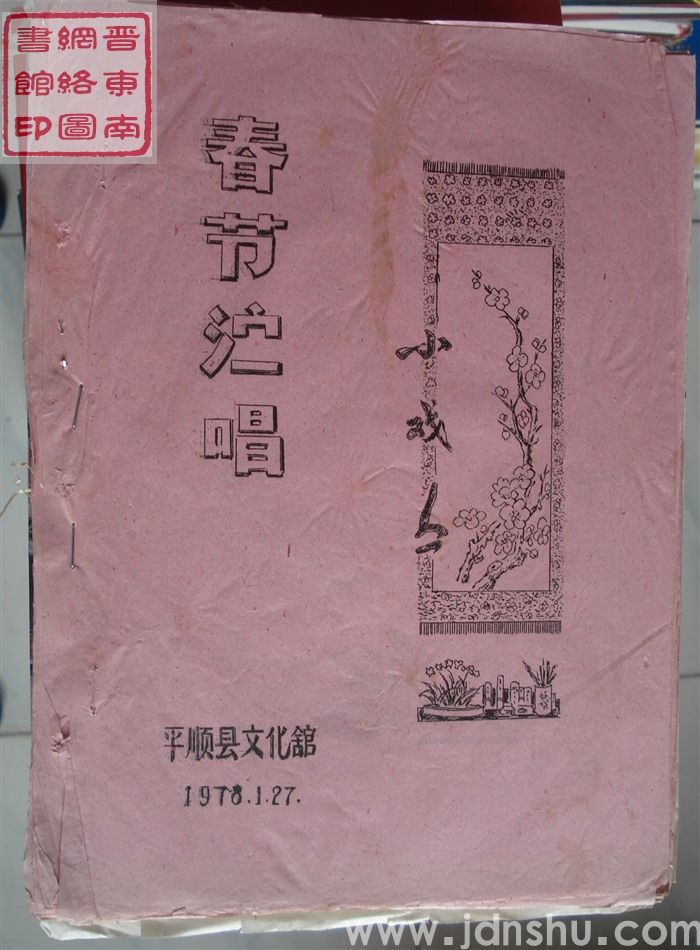 晋東南
網絡圖
書館印
春节演唱
小戏亼
平顺县文化舘
1978.1.27.
www.jdnshu.com